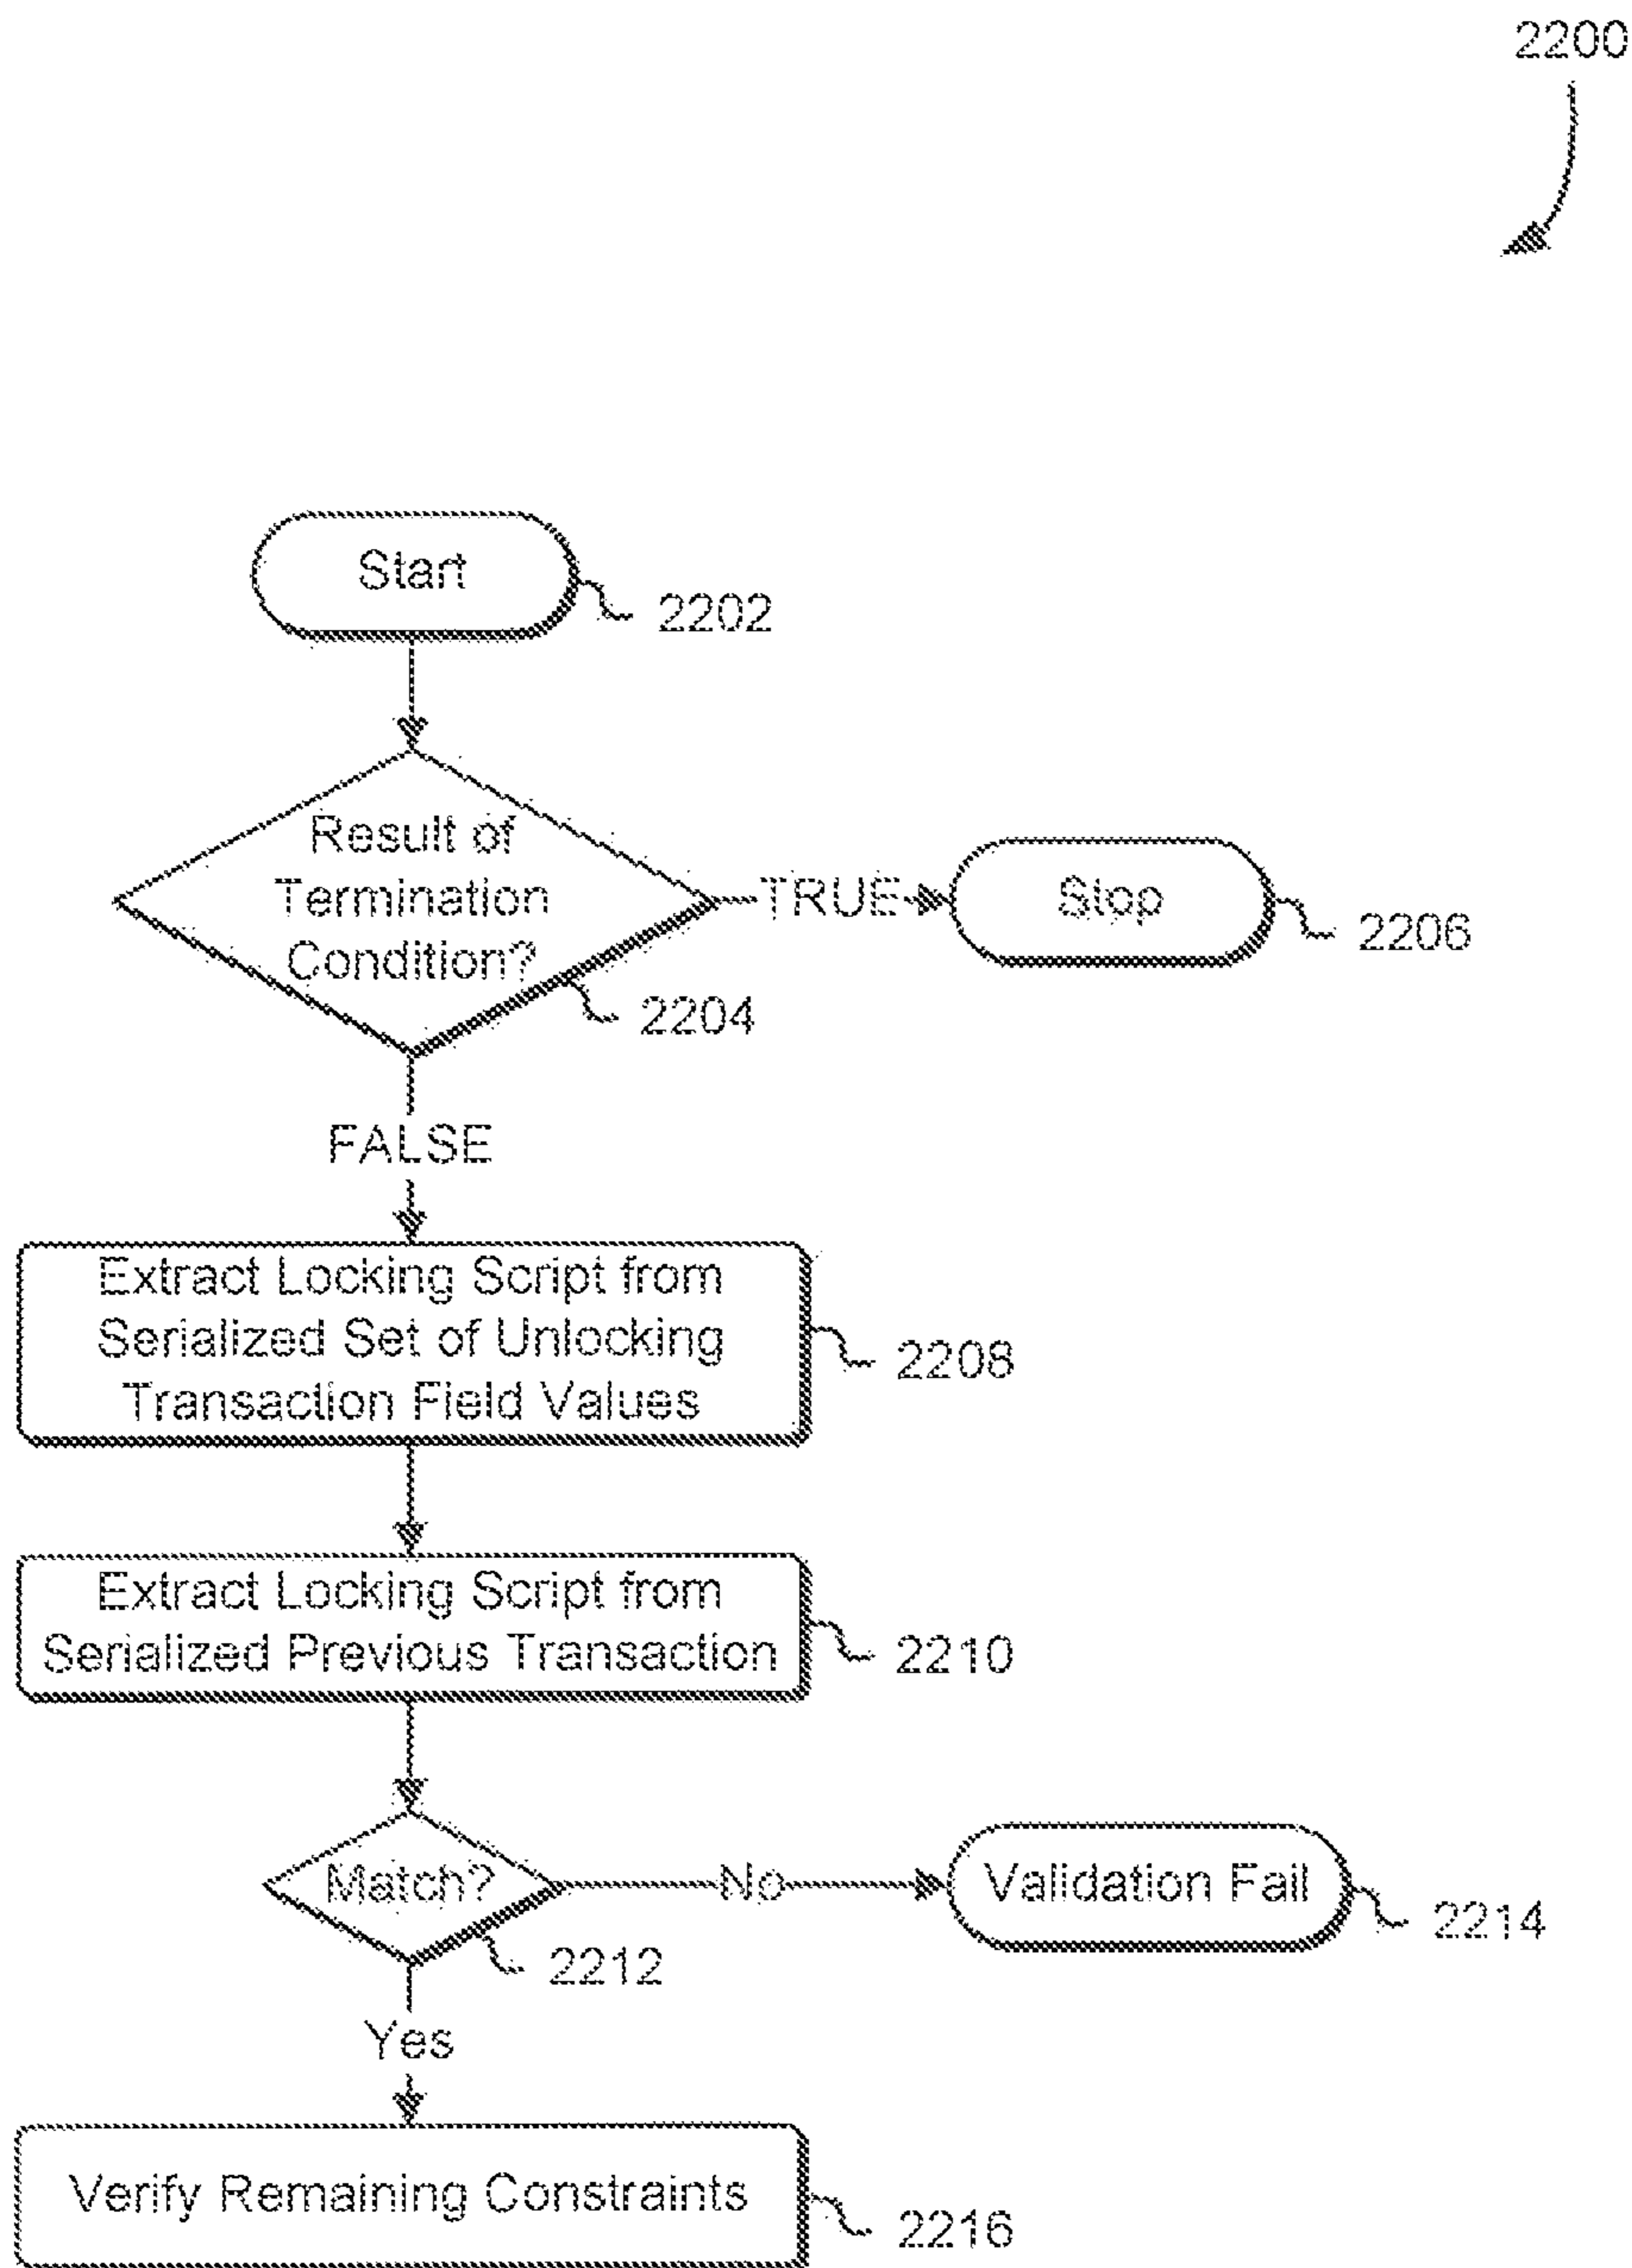 2200
Start
2202
Result of
Termination
Condition?
2204
TRUE
Stop
2206
FALSE
Extract Locking Script from
Serialized Set of Unlocking
Transaction Field Values
2208
Extract Locking Script from
Serialized Previous Transaction
2210
Match?
2212
No
Validation Fail
2214
Yes
Verify Remaining Constraints
2216